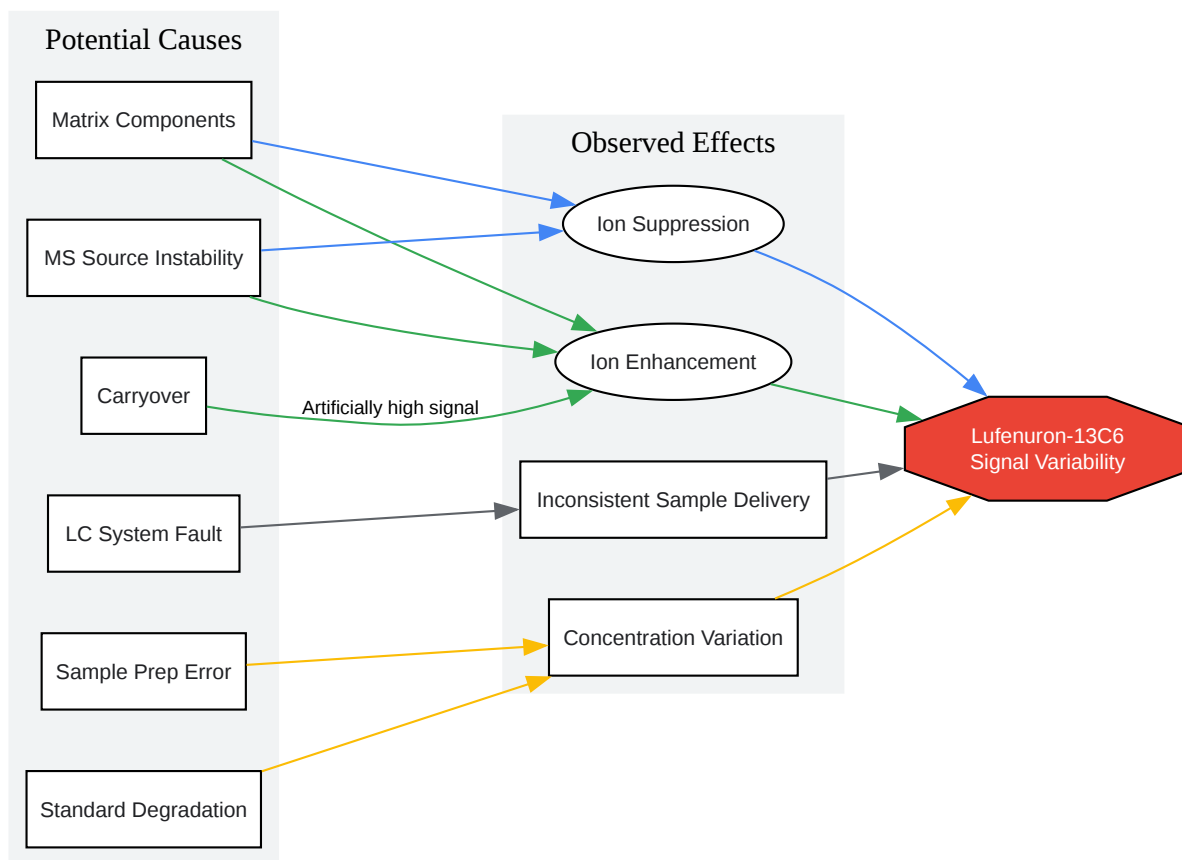 Potential Causes
Matrix Components
MS Source Instability
Carryover
LC System Fault
Sample Prep Error
Standard Degradation
Artificially high signal
Observed Effects
Ion Suppression
Ion Enhancement
Inconsistent Sample Delivery
Concentration Variation
Lufenuron-13C6
Signal Variability